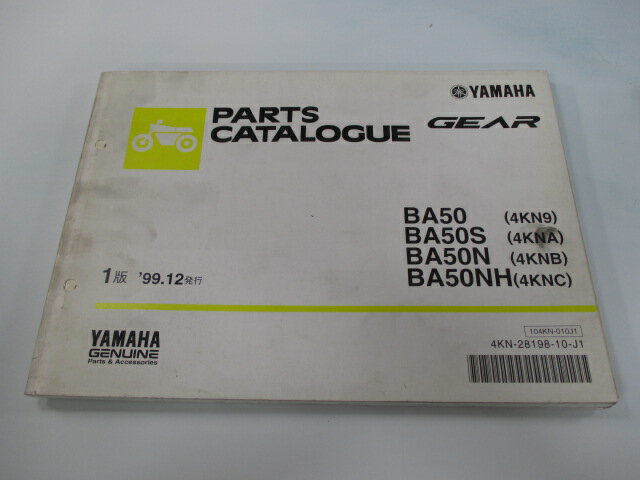 YAMAHA
PARTS
CATALOGUE
GEAR
BA50 (4KN9)
BA50S (4KNA)
BA50N (4KNB)
BA50NH(4KNC)
1版 '99.12発行
YAMAHA
GENUINE
Parts & Accessories
104KN-010J1
4KN-28198-10-J1